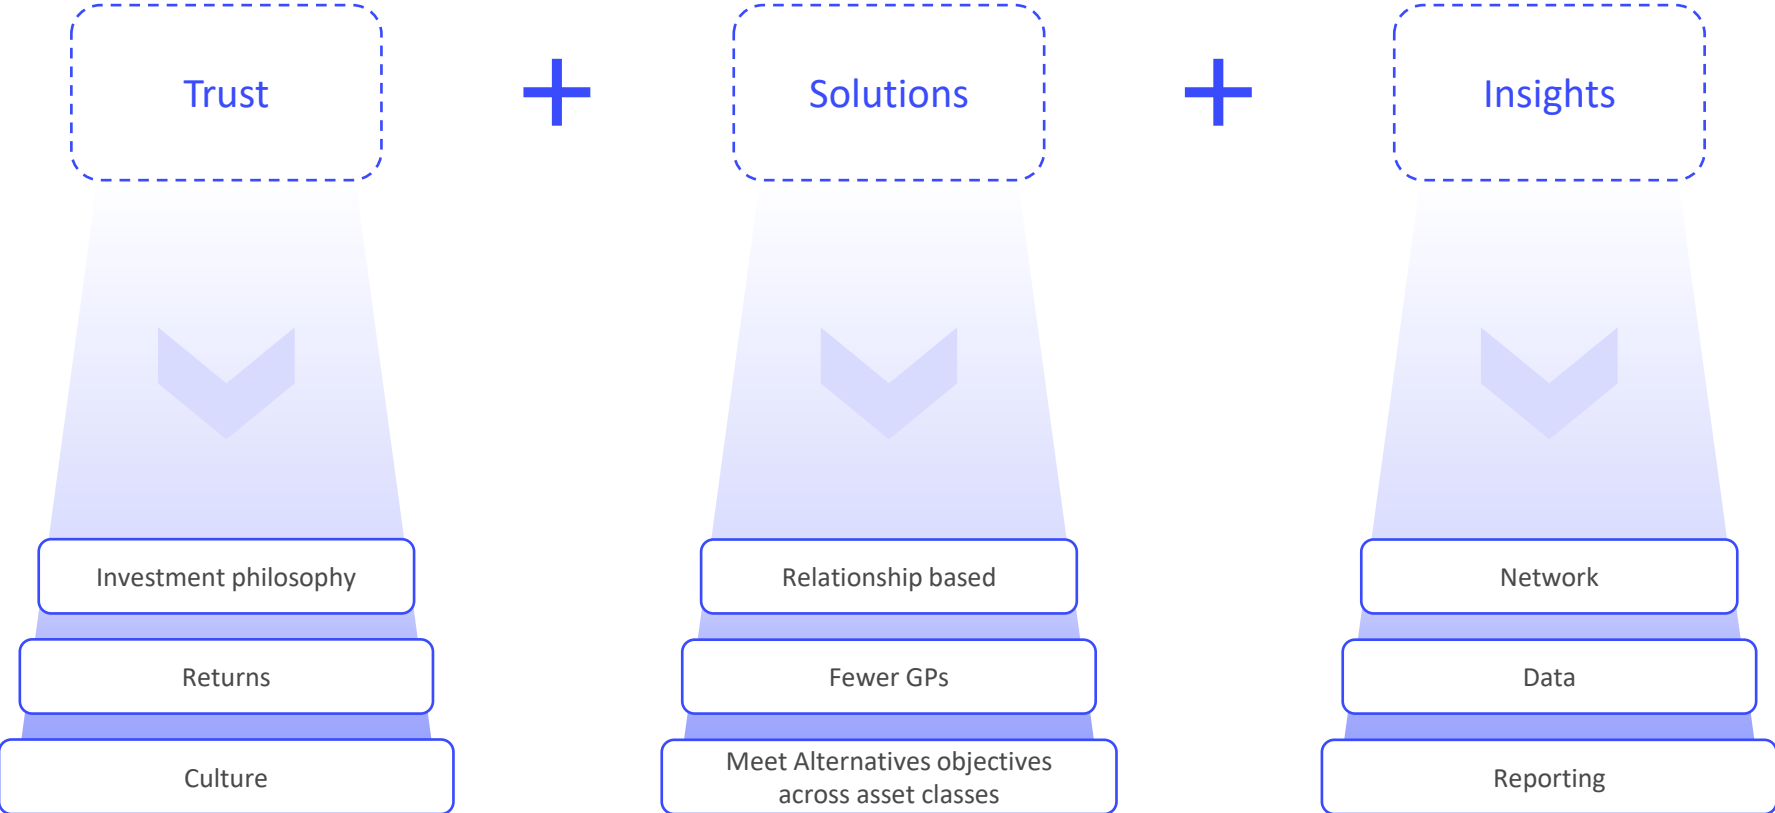 Trust
Solutions
Insights
Investment philosophy
Returns
Culture
Relationship based
Fewer GPs
Meet Alternatives objectives
across asset classes
Network
Data
Reporting